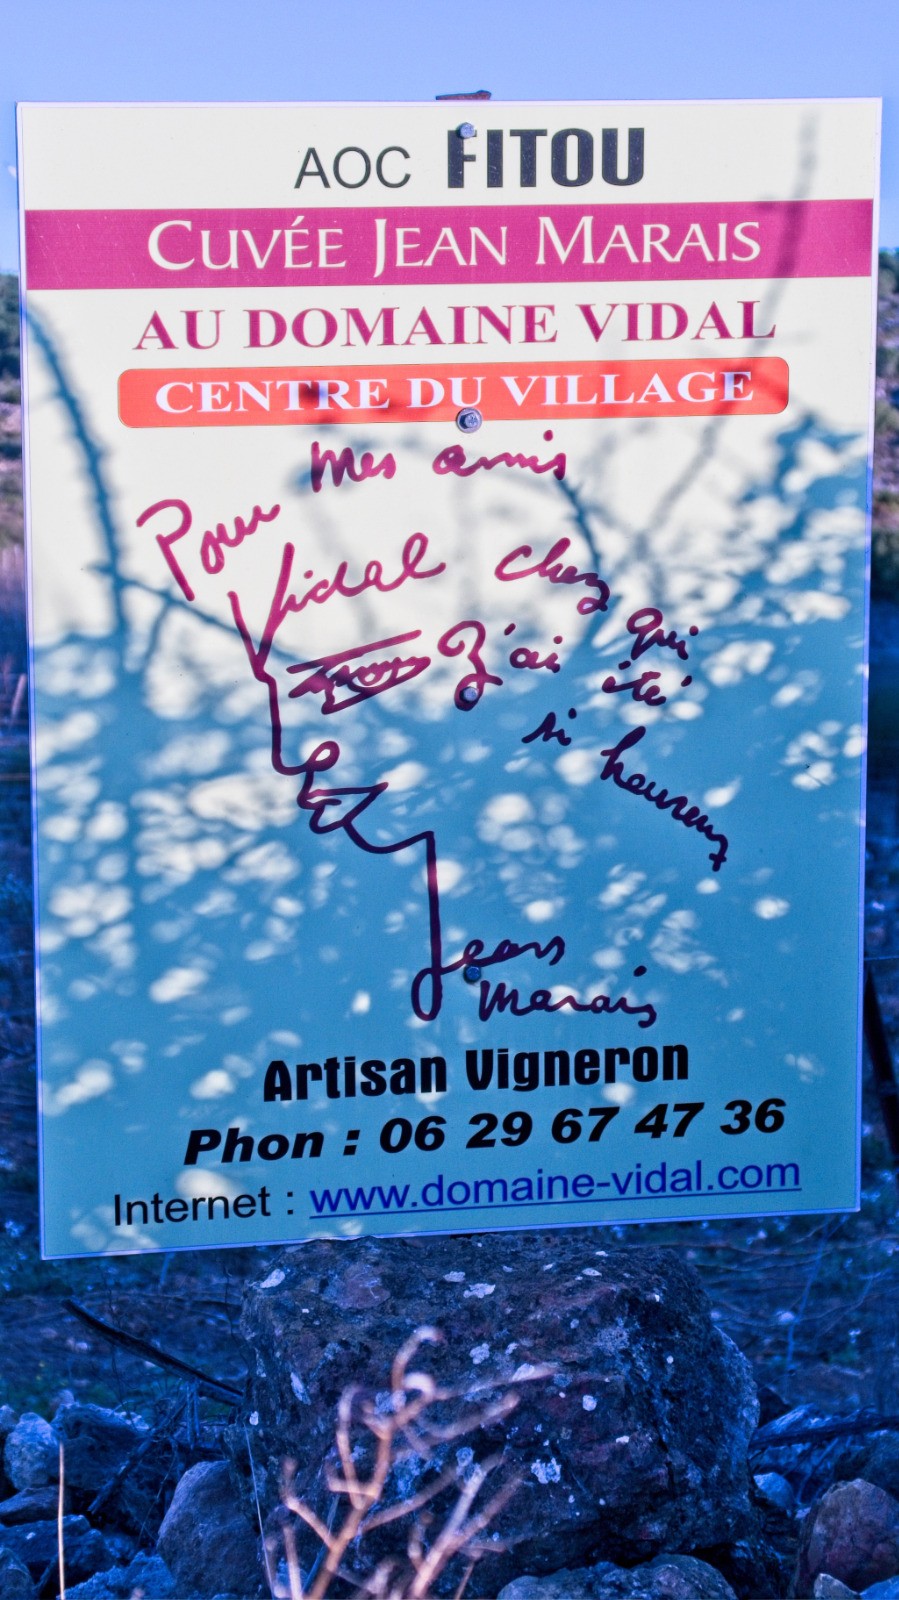 AOC FITOU
CUVÉE JEAN MARAIS
AU DOMAINE VIDAL
CENTRE DU VILLAGE
Pour mes amis
Vidal chez qui
J'ai été
si heureux
Jean
Marais
Artisan Vigneron
Phon : 06 29 67 47 36
Internet : www.domaine-vidal.com